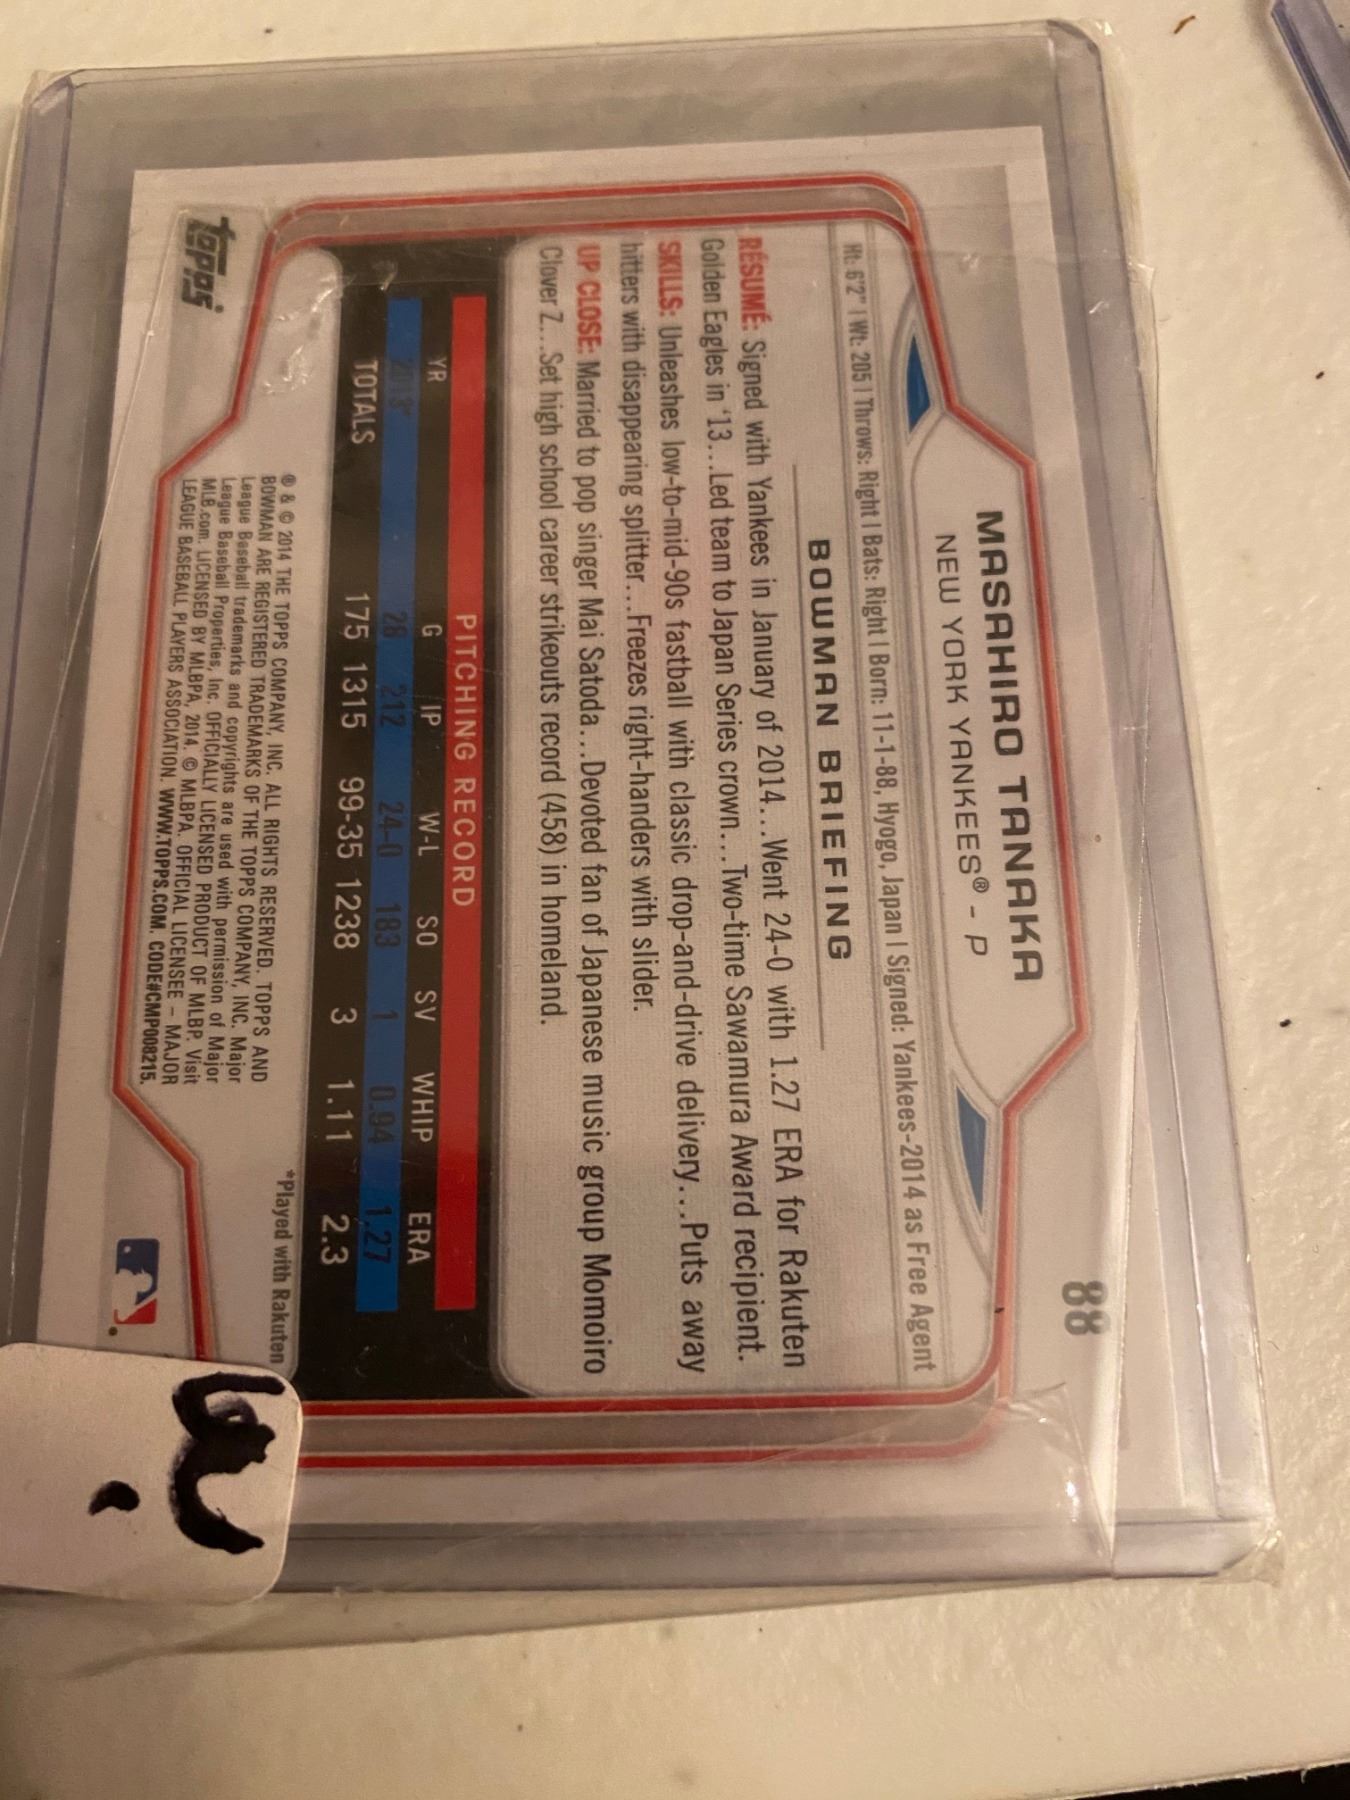 88
MASAHIRO TANAKA
NEW YORK YANKEES® - P
Ht: 6'2" | Wt: 205 | Throws: Right | Bats: Right | Born: 11-1-88, Hyogo, Japan | Signed: Yankees-2014 as Free Agent
BOWMAN BRIEFING
RÉSUMÉ: Signed with Yankees in January of 2014...Went 24-0 with 1.27 ERA for Rakuten
Golden Eagles in '13...Led team to Japan Series crown...Two-time Sawamura Award recipient.
SKILLS: Unleashes low-to-mid-90s fastball with classic drop-and-drive delivery...Puts away
hitters with disappearing splitter...Freezes right-handers with slider.
UP CLOSE: Married to pop singer Mai Satoda...Devoted fan of Japanese music group Momoiro
Clover Z...Set high school career strikeouts record (458) in homeland.
PITCHING RECORD
YR G IP W-L SO SV WHIP ERA
2013* 28 212 24-0 183 1 0.94 1.27
TOTALS 175 1315 99-35 1238 3 1.11 2.3
*Played with Rakuten
® & © 2014 THE TOPPS COMPANY, INC. ALL RIGHTS RESERVED. TOPPS AND
BOWMAN ARE REGISTERED TRADEMARKS OF THE TOPPS COMPANY, INC. Major
League Baseball trademarks and copyrights are used with permission of Major
League Baseball Properties, Inc. OFFICIALLY LICENSED PRODUCT OF MLBP. Visit
MLB.com. LICENSED BY MLBPA, 2014. © MLBPA. OFFICIAL LICENSEE – MAJOR
LEAGUE BASEBALL PLAYERS ASSOCIATION. WWW.TOPPS.COM. CODE#CMP008215.
topps